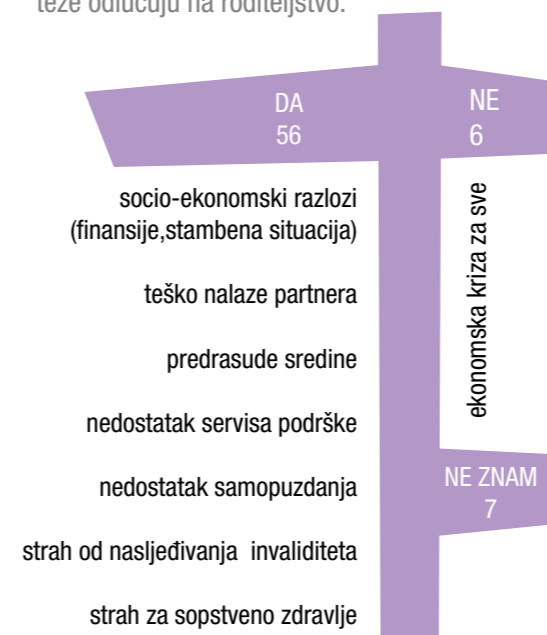 teže odlučuju na roditeljstvo.
DA
56
NE
6
socio-ekonomski razlozi
(finansije,stambena situacija)
teško nalaze partnera
predrasude sredine
nedostatak servisa podrške
nedostatak samopuzdanja
strah od nasljeđivanja invaliditeta
strah za sopstveno zdravlje
ekonomska kriza za sve
NE ZNAM
7